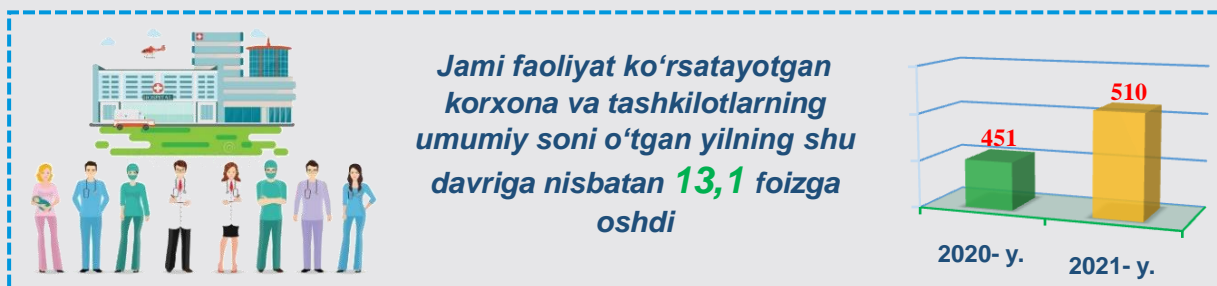 HOSPITAL
Jami faoliyat ko‘rsatayotgan
korxona va tashkilotlarning
umumiy soni o‘tgan yilning shu
davriga nisbatan 13,1 foizga
oshdi
510
451
2020- y.
2021- y.